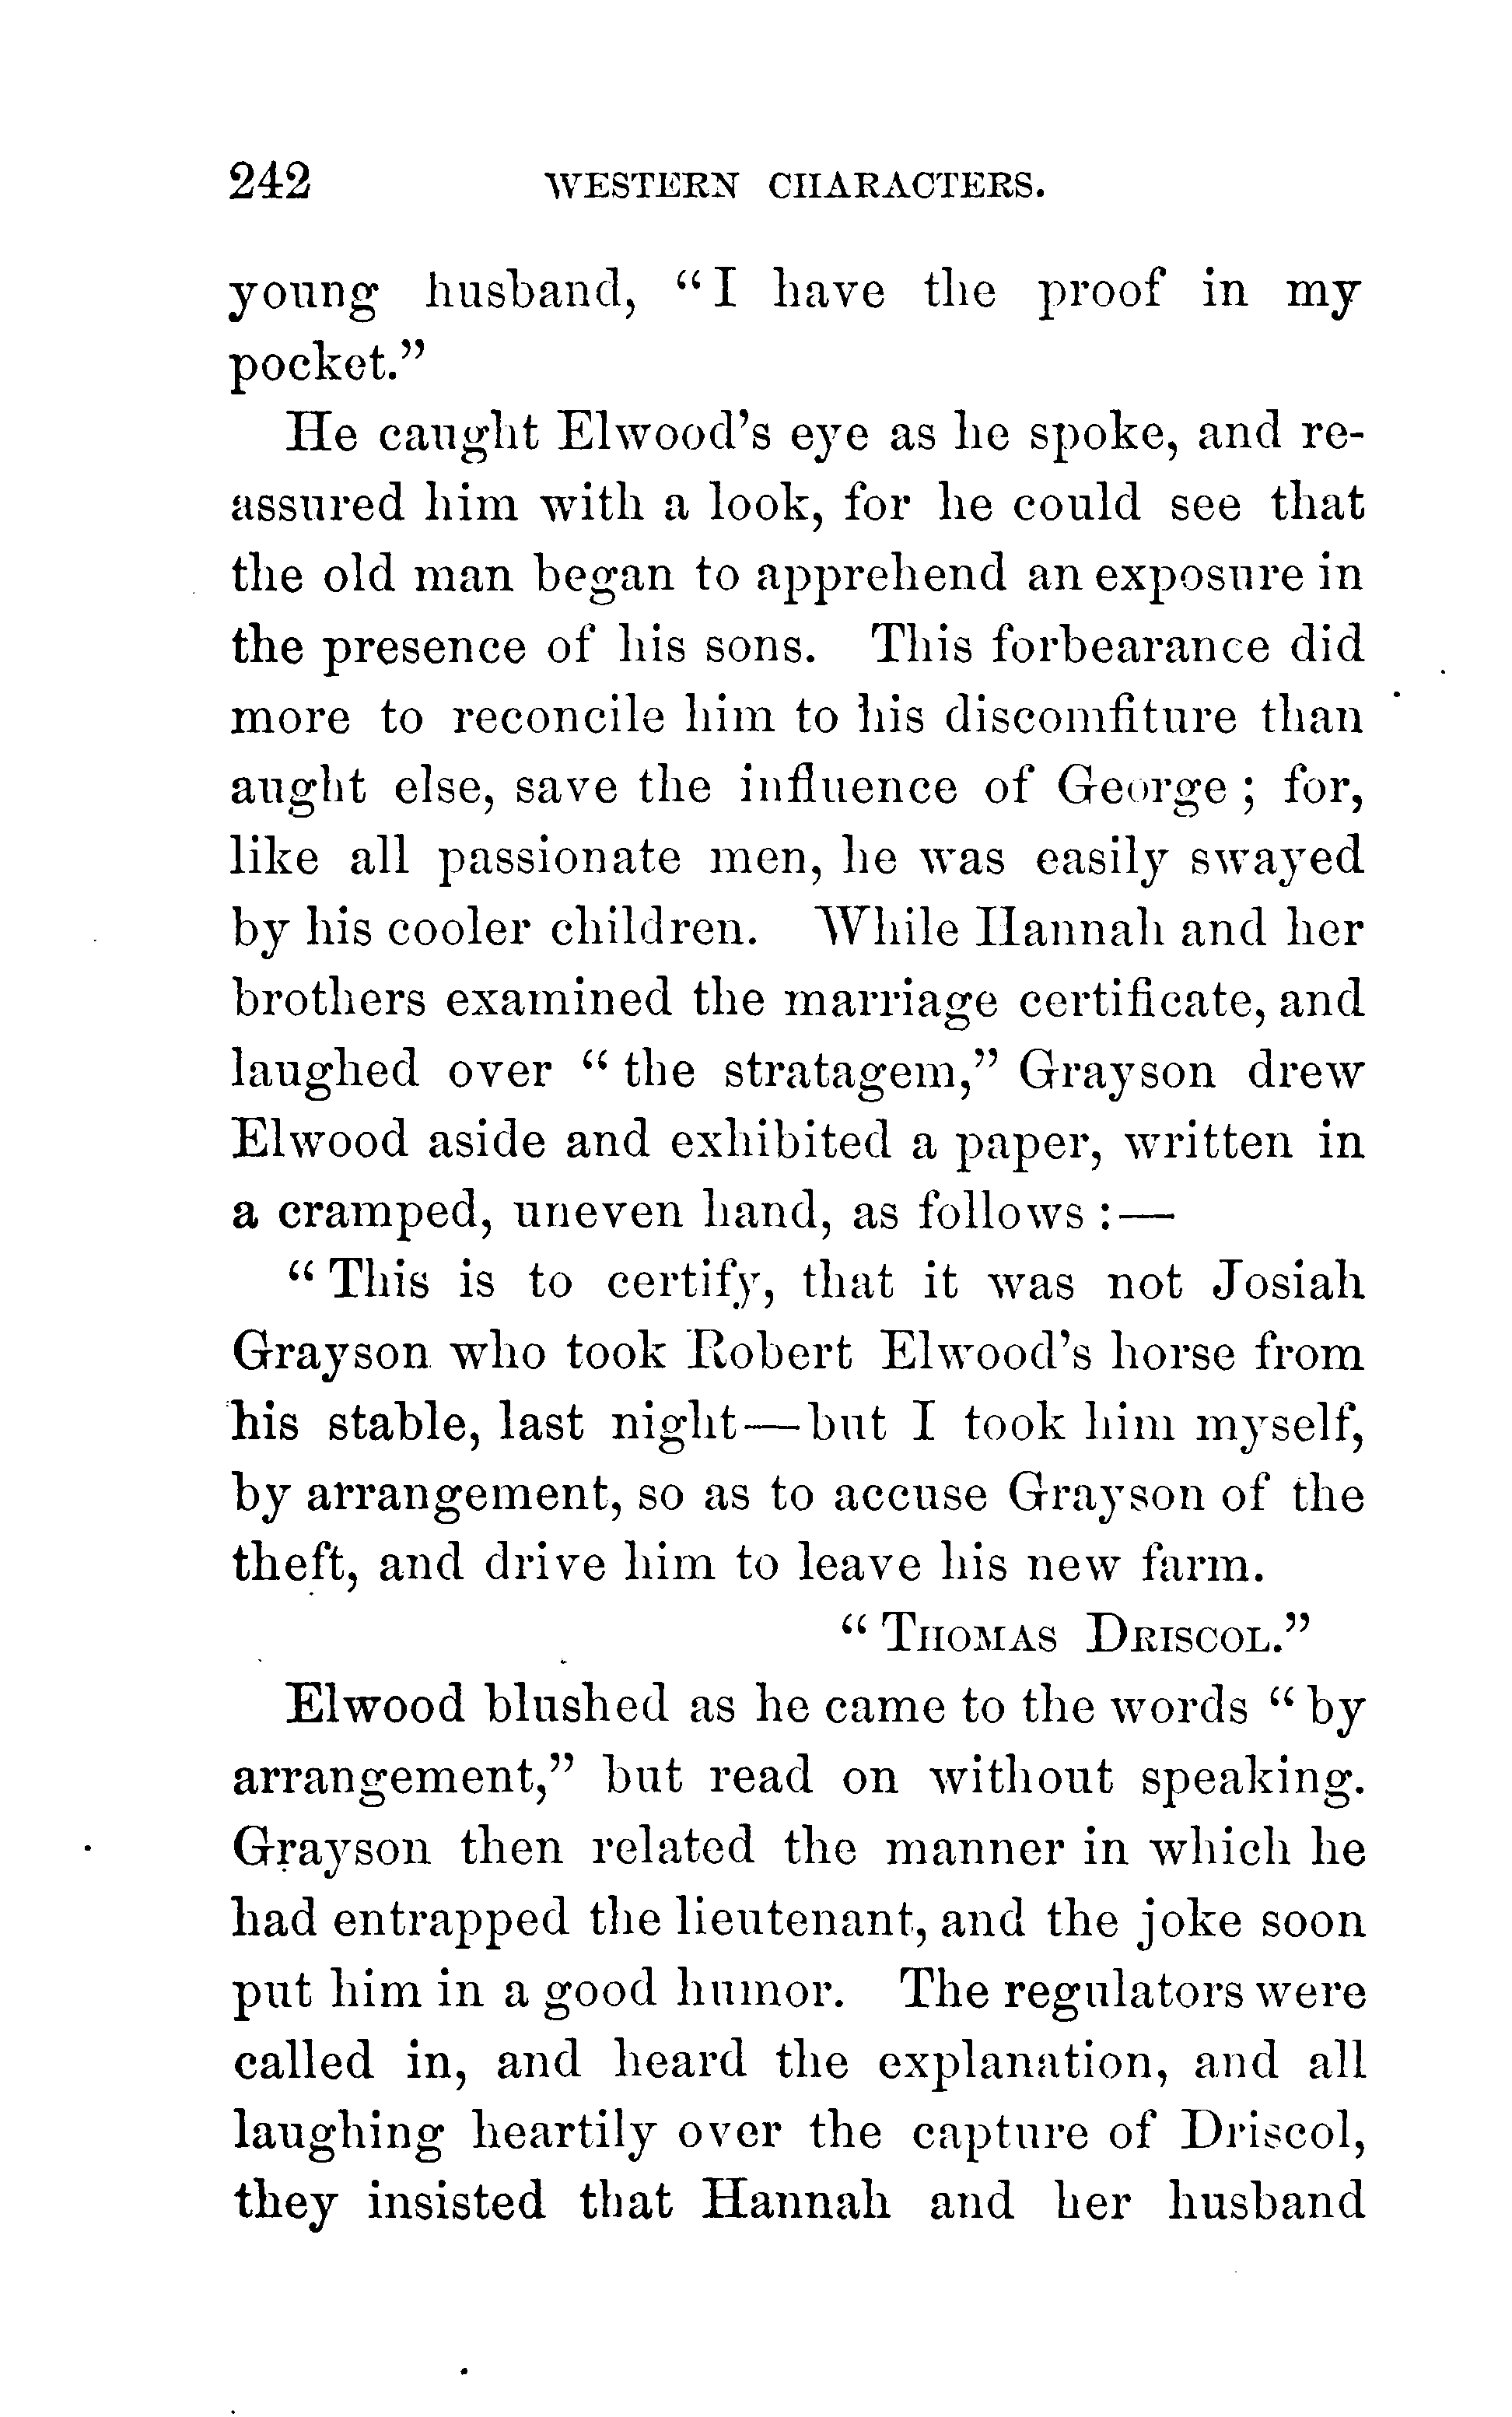 242 WESTERN CHARACTERS.
young husband, “I have the proof in my
pocket.”
He caught Elwood’s eye as he spoke, and re-
assured him with a look, for he could see that
the old man began to apprehend an exposure in
the presence of his sons. This forbearance did
more to reconcile him to his discomfiture than
aught else, save the influence of George; for,
like all passionate men, he was easily swayed
by his cooler children. While Hannah and her
brothers examined the marriage certificate, and
laughed over “the stratagem,” Grayson drew
Elwood aside and exhibited a paper, written in
a cramped, uneven hand, as follows:—
“This is to certify, that it was not Josiah
Grayson who took Robert Elwood’s horse from
his stable, last night—but I took him myself,
by arrangement, so as to accuse Grayson of the
theft, and drive him to leave his new farm.
“THOMAS DRISCOL.”
Elwood blushed as he came to the words “by
arrangement,” but read on without speaking.
Grayson then related the manner in which he
had entrapped the lieutenant, and the joke soon
put him in a good humor. The regulators were
called in, and heard the explanation, and all
laughing heartily over the capture of Driscol,
they insisted that Hannah and her husband